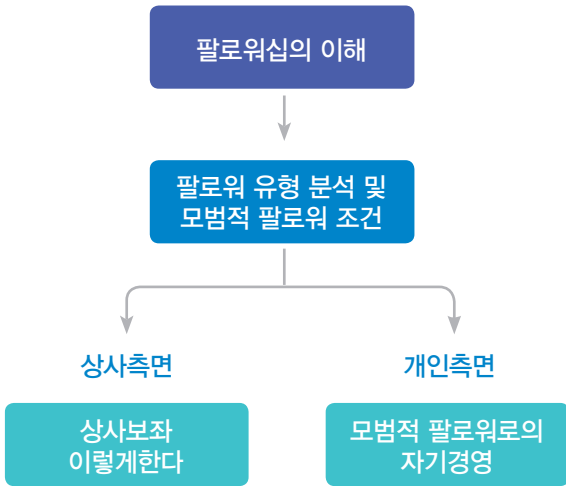 팔로워십의 이해
팔로워 유형 분석 및
모범적 팔로워 조건
상사측면
개인측면
상사보좌
이렇게한다
모범적 팔로워로의
자기경영